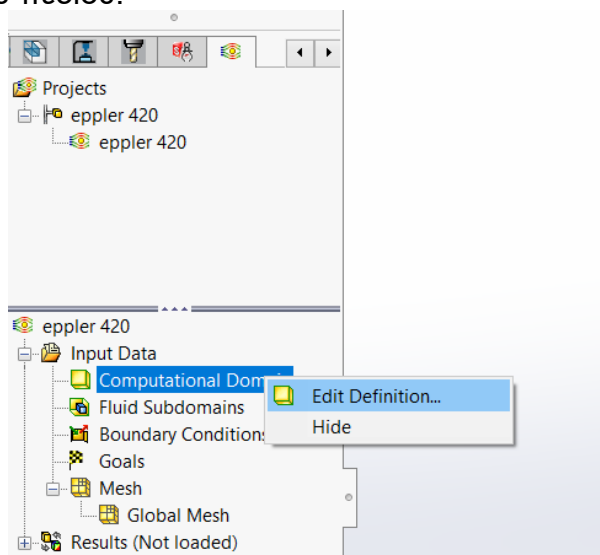 Projects
eppler 420
eppler 420
eppler 420
Input Data
Computational Dom
Edit Definition...
Fluid Subdomains
Hide
Boundary Condition
Goals
Mesh
Global Mesh
Results (Not loaded)